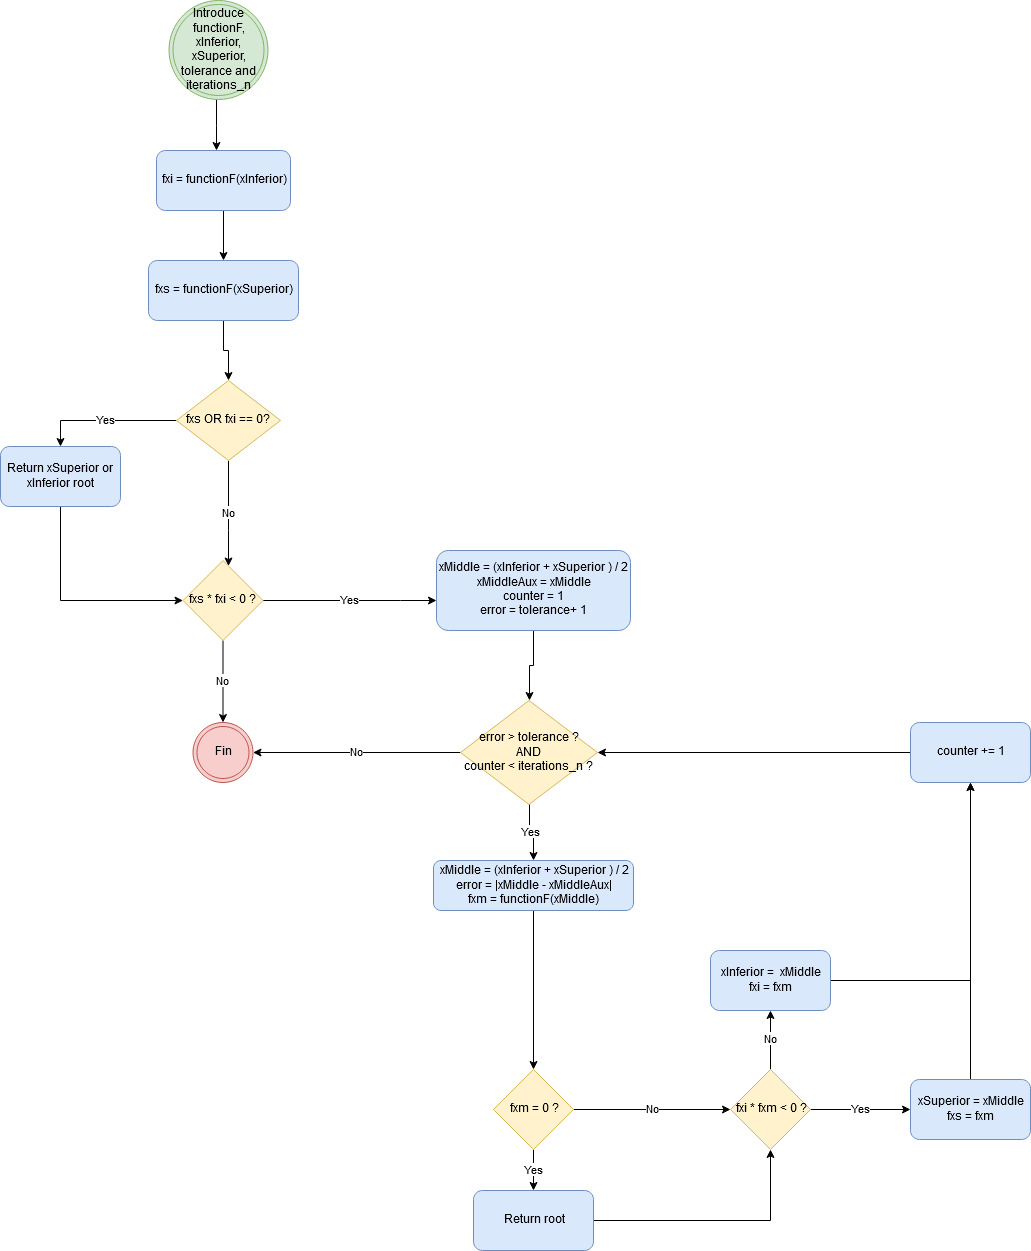 Introduce
functionF,
xInferior,
xSuperior,
tolerance and
iterations_n
fxi = functionF(xInferior)
fxs = functionF(xSuperior)
fxs OR fxi == 0?
Yes
Return xSuperior or
xInferior root
No
fxs * fxi < 0 ?
Yes
xMiddle = (xInferior + xSuperior ) / 2
xMiddleAux = xMiddle
counter = 1
error = tolerance+ 1
No
Fin
No
error > tolerance ?
AND
counter < iterations_n ?
counter += 1
Yes
xMiddle = (xInferior + xSuperior ) / 2
error = |xMiddle - xMiddleAux|
fxm = functionF(xMiddle)
xInferior =  xMiddle
fxi = fxm
No
fxm = 0 ?
No
fxi * fxm < 0 ?
Yes
xSuperior = xMiddle
fxs = fxm
Yes
Return root